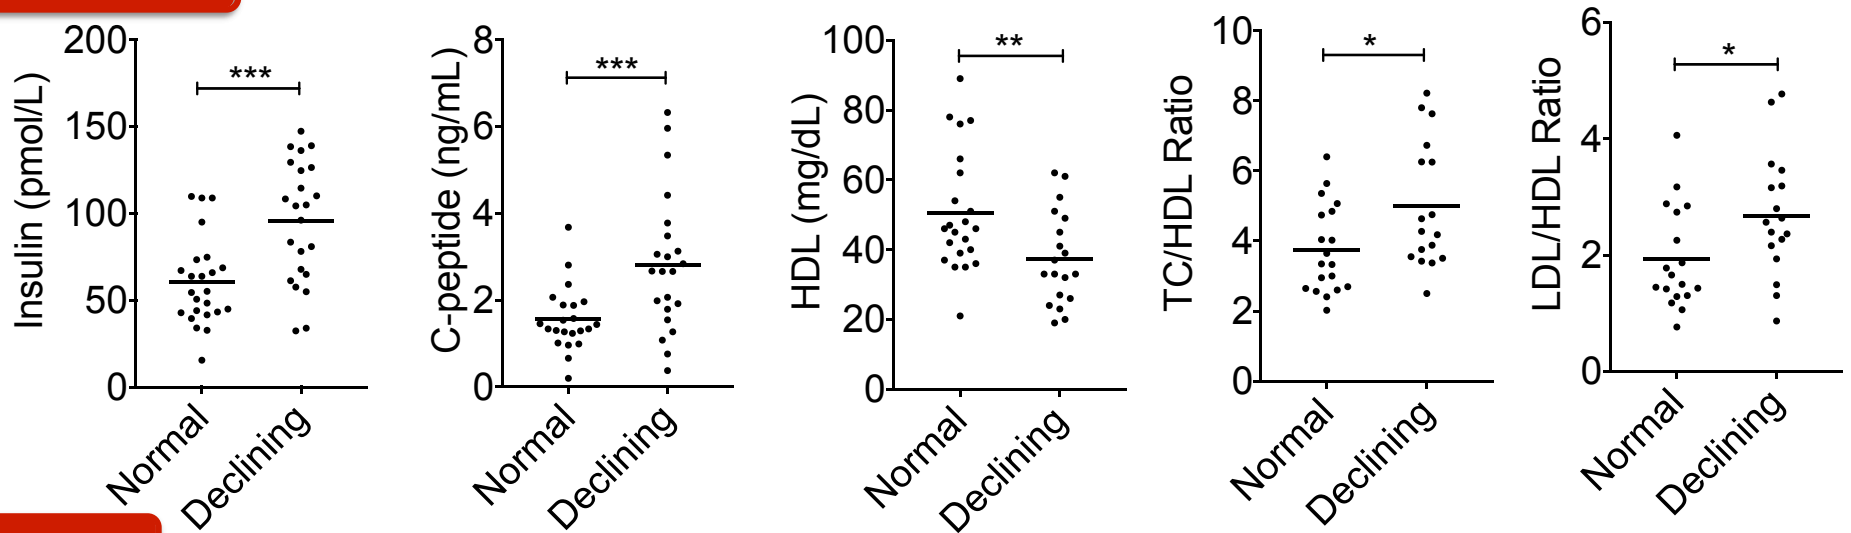 Insulin (pmol/L)
200
150
100
50
0
***
Normal
Declining
C-peptide (ng/mL)
8
6
4
2
0
***
Normal
Declining
HDL (mg/dL)
100
80
60
40
20
0
**
Normal
Declining
TC/HDL Ratio
10
8
6
4
2
0
*
Normal
Declining
LDL/HDL Ratio
6
4
2
0
*
Normal
Declining